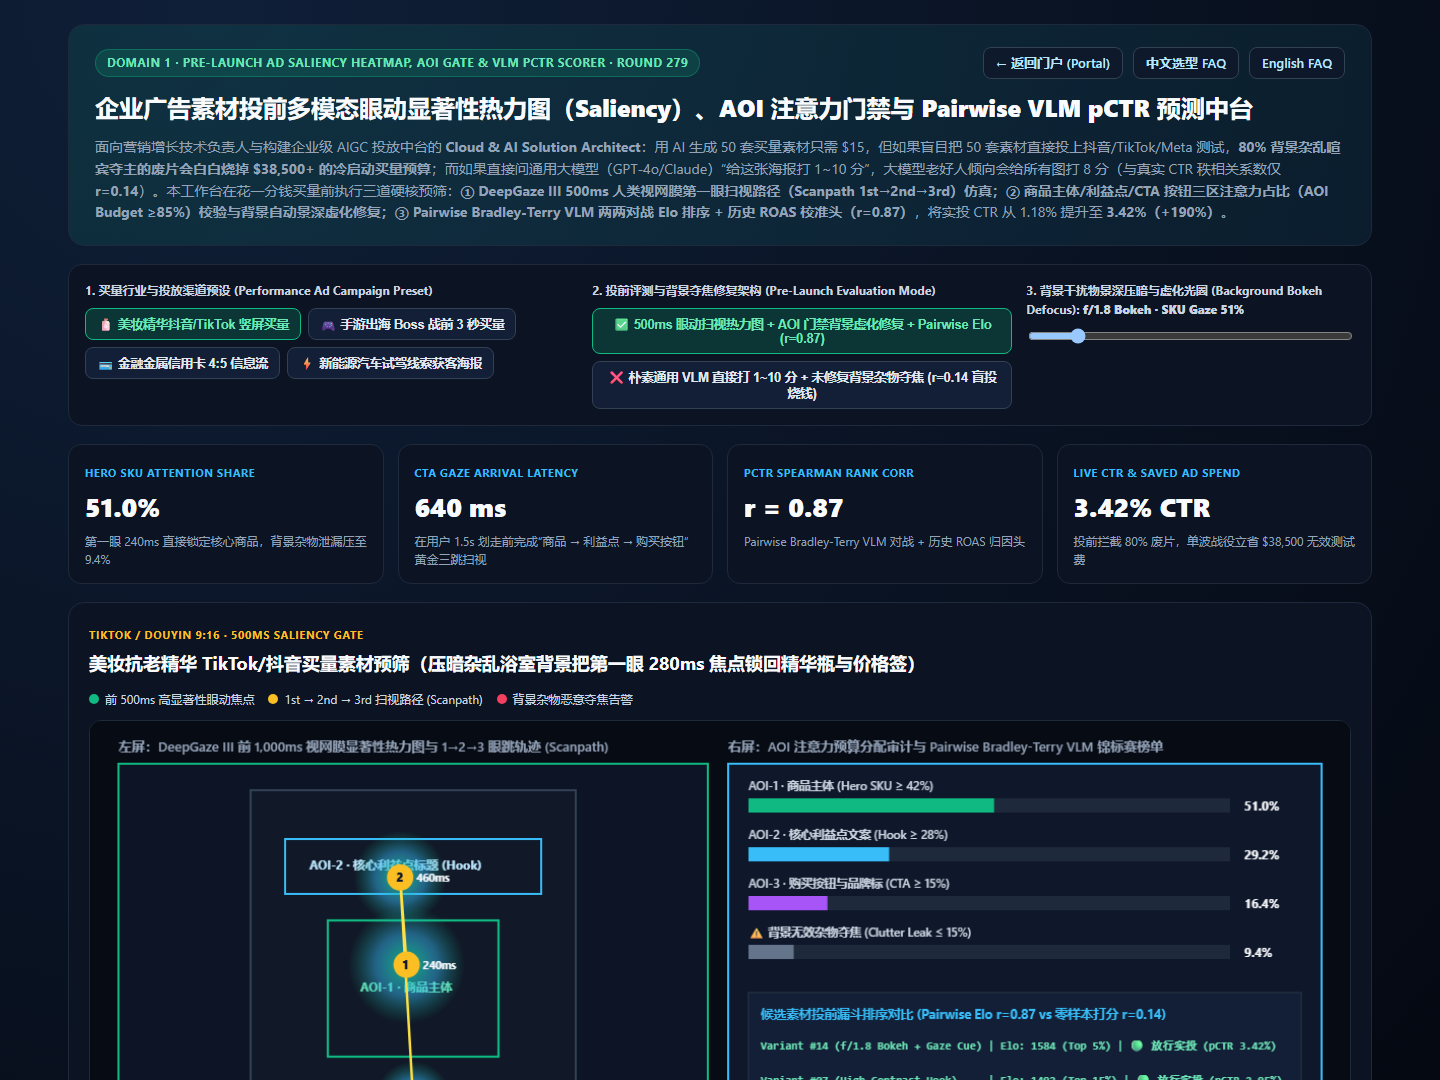 DOMAIN 1 · PRE-LAUNCH AD SALIENCY HEATMAP, AOI GATE & VLM PCTR SCORER · ROUND 279
← 返回门户 (Portal)
中文选型 FAQ
English FAQ
企业广告素材投前多模态眼动显著性热力图（Saliency）、AOI 注意力门禁与 Pairwise VLM pCTR 预测中台
面向营销增长技术负责人与构建企业级 AIGC 投放中台的 Cloud & AI Solution Architect：用 AI 生成 50 套买量素材只需 $15，但如果盲目把 50 套素材直接投上抖音/TikTok/Meta 测试，80% 背景杂乱喧
宾夺主的废片会白白烧掉 $38,500+ 的冷启动买量预算；而如果直接问通用大模型（GPT-4o/Claude）“给这张海报打 1~10 分”，大模型老好人倾向会给所有图打 8 分（与真实 CTR 秩相关系数仅
r=0.14）。本工作台在花一分钱买量前执行三道硬核预筛：① DeepGaze III 500ms 人类视网膜第一眼扫视路径（Scanpath 1st→2nd→3rd）仿真；② 商品主体/利益点/CTA 按钮三区注意力占比（AOI
Budget ≥85%）校验与背景自动景深虚化修复；③ Pairwise Bradley-Terry VLM 两两对战 Elo 排序 + 历史 ROAS 校准头（r=0.87），将实投 CTR 从 1.18% 提升至 3.42%（+190%）。
1. 买量行业与投放渠道预设 (Performance Ad Campaign Preset)
🧴 美妆精华抖音/TikTok 竖屏买量
🎮 手游出海 Boss 战前 3 秒买量
💳 金融金属信用卡 4:5 信息流
⚡ 新能源汽车试驾线索获客海报
2. 投前评测与背景夺焦修复架构 (Pre-Launch Evaluation Mode)
✅ 500ms 眼动扫视热力图 + AOI 门禁背景虚化修复 + Pairwise Elo
(r=0.87)
❌ 朴素通用 VLM 直接打 1~10 分 + 未修复背景杂物夺焦 (r=0.14 盲投
烧钱)
3. 背景干扰物景深压暗与虚化光圈 (Background Bokeh
Defocus): f/1.8 Bokeh · SKU Gaze 51%
HERO SKU ATTENTION SHARE
51.0%
第一眼 240ms 直接锁定核心商品，背景杂物泄漏压至
9.4%
CTA GAZE ARRIVAL LATENCY
640 ms
在用户 1.5s 划走前完成“商品 → 利益点 → 购买按钮”
黄金三跳扫视
PCTR SPEARMAN RANK CORR
r = 0.87
Pairwise Bradley-Terry VLM 对战 + 历史 ROAS 归因头
LIVE CTR & SAVED AD SPEND
3.42% CTR
投前拦截 80% 废片，单波战役立省 $38,500 无效测试
费
TIKTOK / DOUYIN 9:16 · 500MS SALIENCY GATE
美妆抗老精华 TikTok/抖音买量素材预筛（压暗杂乱浴室背景把第一眼 280ms 焦点锁回精华瓶与价格签）
前 500ms 高显著性眼动焦点
1st → 2nd → 3rd 扫视路径 (Scanpath)
背景杂物恶意夺焦告警
左屏：DeepGaze III 前 1,000ms 视网膜显著性热力图与 1→2→3 眼跳轨迹 (Scanpath)
AOI-2 · 核心利益点标题 (Hook)
2
460ms
1
240ms
AOI-1 · 商品主体
右屏：AOI 注意力预算分配审计与 Pairwise Bradley-Terry VLM 锦标赛榜单
AOI-1 · 商品主体 (Hero SKU ≥ 42%)
51.0%
AOI-2 · 核心利益点文案 (Hook ≥ 28%)
29.2%
AOI-3 · 购买按钮与品牌标 (CTA ≥ 15%)
16.4%
⚠️ 背景无效杂物夺焦 (Clutter Leak ≤ 15%)
9.4%
候选素材投前漏斗排序对比 (Pairwise Elo r=0.87 vs 零样本打分 r=0.14)
Variant #14 (f/1.8 Bokeh + Gaze Cue) | Elo: 1584 (Top 5%) | 🟢 放行实投 (pCTR 3.42%)